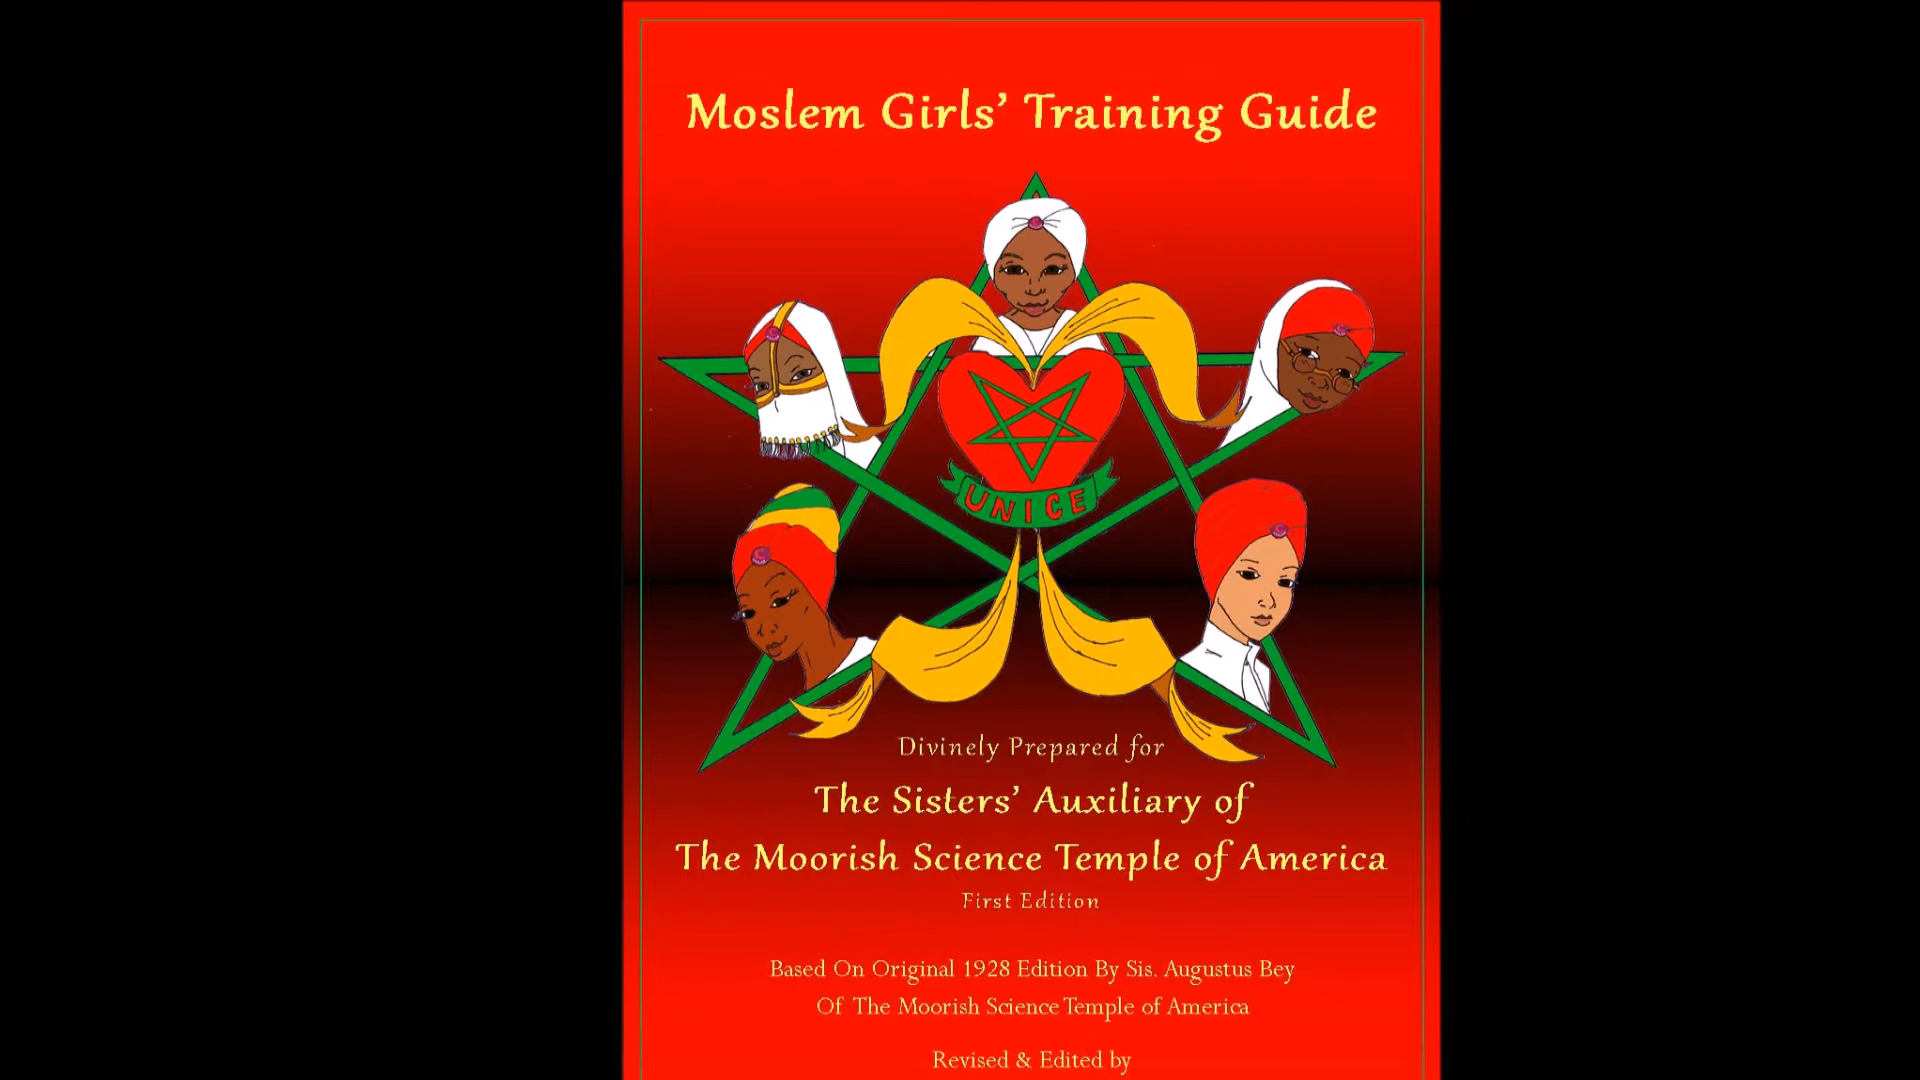 Moslem Girls' Training Guide
UNICE
Divinely Prepared for
The Sisters' Auxiliary of
The Moorish Science Temple of America
First Edition
Based On Original 1928 Edition By Sis. Augustus Bey
Of The Moorish Science Temple of America
Revised & Edited by